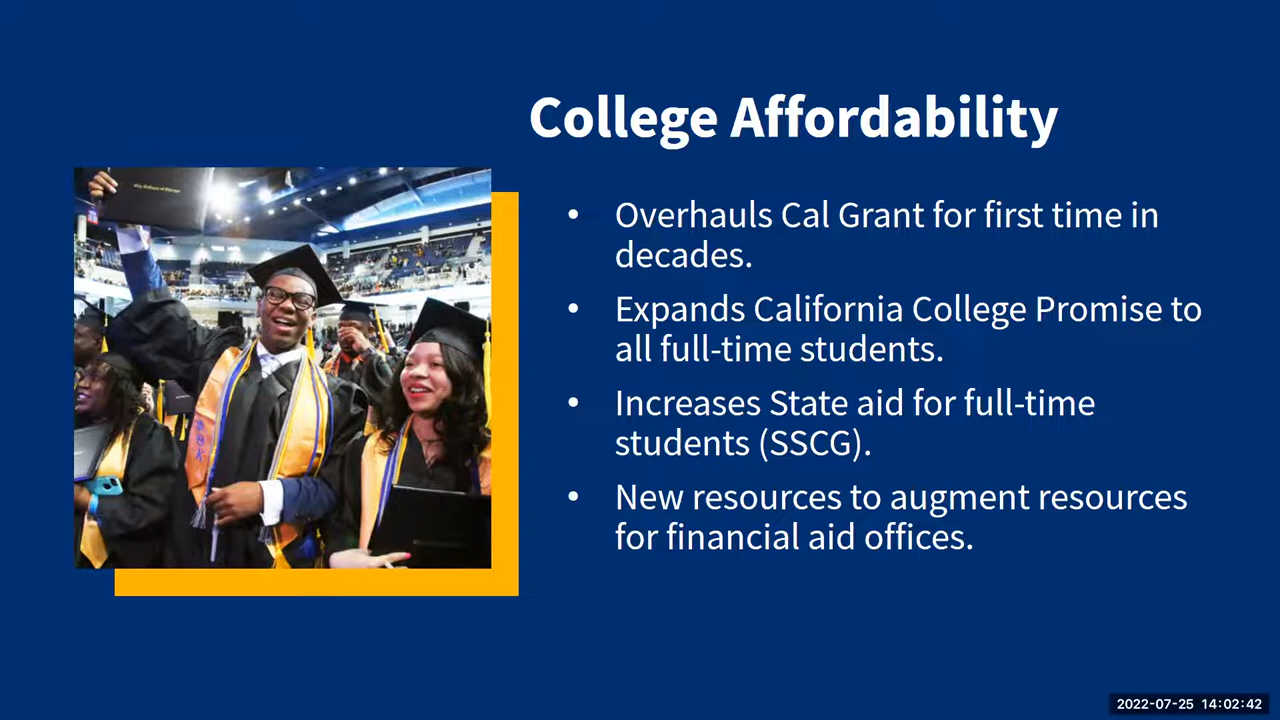 College Affordability
• Overhauls Cal Grant for first time in
decades.
• Expands California College Promise to
all full-time students.
• Increases State aid for full-time
students (SSCG).
• New resources to augment resources
for financial aid offices.
2022-07-25 14:02:42